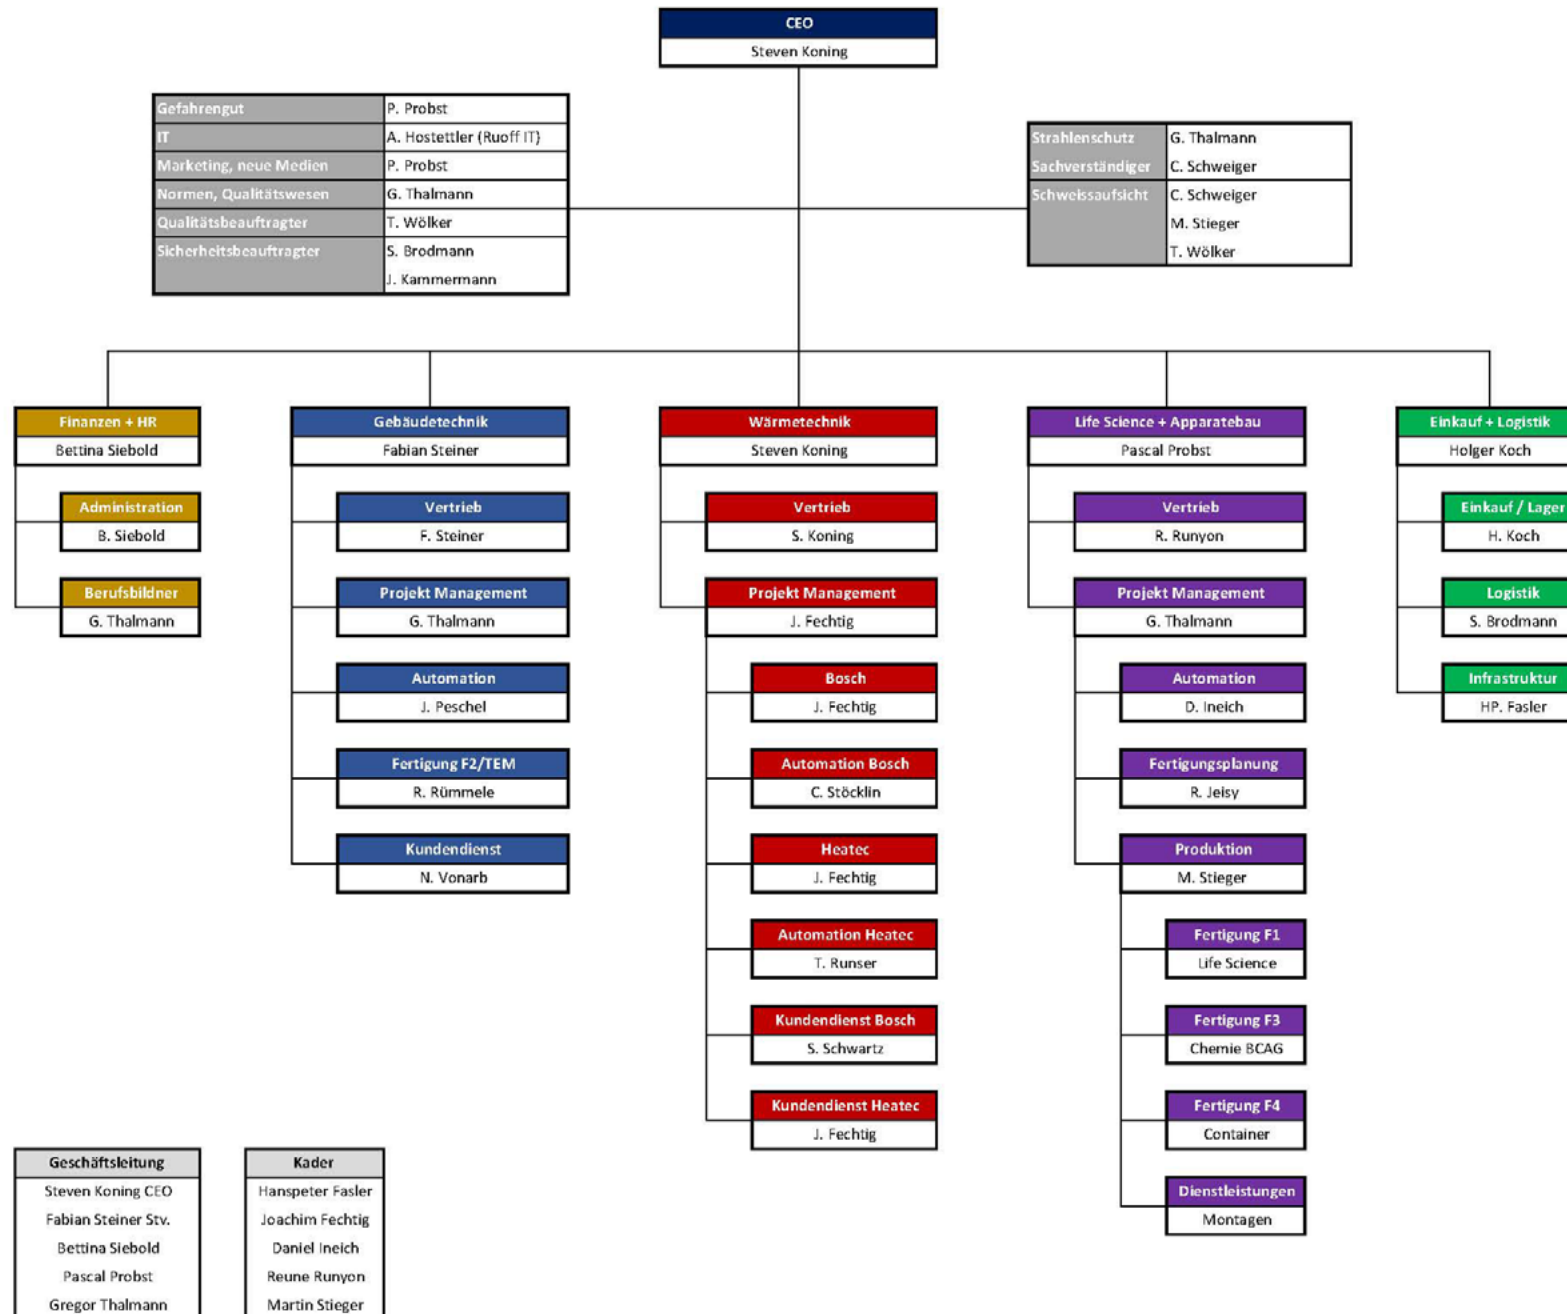 CEO
Steven Koning
Gefahrengut P. Probst
IT A. Hostettler (Ruoff IT)
Marketing, neue Medien P. Probst
Normen, Qualitätswesen G. Thalmann
Qualitätsbeauftragter T. Wölker
Sicherheitsbeauftragter S. Brodmann
J. Kammermann
Strahlenschutz G. Thalmann
Sachverständiger C. Schweiger
Schweissaufsicht C. Schweiger
M. Stieger
T. Wölker
Finanzen + HR
Bettina Siebold
Administration
B. Siebold
Berufsbildner
G. Thalmann
Gebäudetechnik
Fabian Steiner
Vertrieb
F. Steiner
Projekt Management
G. Thalmann
Automation
J. Peschel
Fertigung F2/TEM
R. Rümmele
Kundendienst
N. Vonarb
Wärmetechnik
Steven Koning
Vertrieb
S. Koning
Projekt Management
J. Fechtig
Bosch
J. Fechtig
Automation Bosch
C. Stöcklin
Heatec
J. Fechtig
Automation Heatec
T. Runser
Kundendienst Bosch
S. Schwartz
Kundendienst Heatec
J. Fechtig
Life Science + Apparatebau
Pascal Probst
Vertrieb
R. Runyon
Projekt Management
G. Thalmann
Automation
D. Ineich
Fertigungsplanung
R. Jeisy
Produktion
M. Stieger
Fertigung F1
Life Science
Fertigung F3
Chemie BCAG
Fertigung F4
Container
Dienstleistungen
Montagen
Einkauf + Logistik
Holger Koch
Einkauf / Lager
H. Koch
Logistik
S. Brodmann
Infrastruktur
HP. Fasler
Geschäftsleitung
Steven Koning CEO
Fabian Steiner Stv.
Bettina Siebold
Pascal Probst
Gregor Thalmann
Kader
Hanspeter Fasler
Joachim Fechtig
Daniel Ineich
Reune Runyon
Martin Stieger